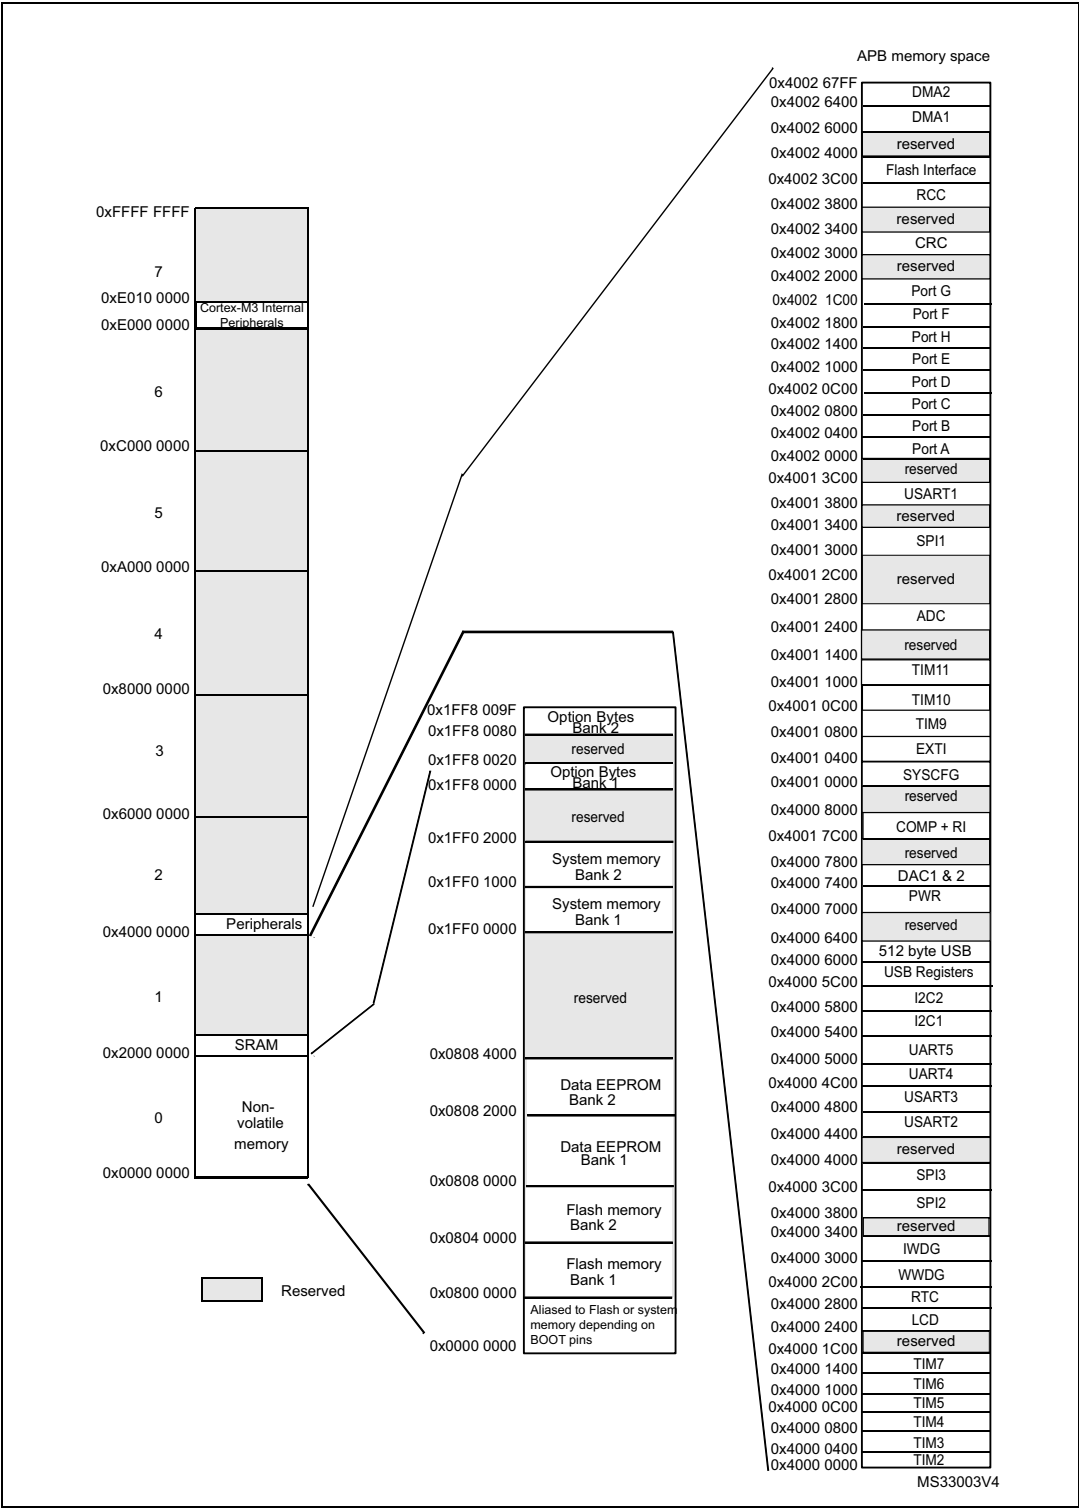 APB memory space
0xFFFF FFFF
7
0xE010 0000
Cortex-M3 Internal
Peripherals
0xE000 0000
6
0xC000 0000
5
0xA000 0000
4
0x8000 0000
3
0x6000 0000
2
Peripherals
0x4000 0000
1
SRAM
0x2000 0000
0
Non-
volatile
memory
0x0000 0000
Reserved
0x1FF8 009F
Option Bytes
Bank 2
0x1FF8 0080
reserved
0x1FF8 0020
Option Bytes
Bank 1
0x1FF8 0000
reserved
0x1FF0 2000
System memory
Bank 2
0x1FF0 1000
System memory
Bank 1
0x1FF0 0000
reserved
0x0808 4000
Data EEPROM
Bank 2
0x0808 2000
Data EEPROM
Bank 1
0x0808 0000
Flash memory
Bank 2
0x0804 0000
Flash memory
Bank 1
0x0800 0000
Aliased to Flash or system
memory depending on
BOOT pins
0x0000 0000
0x4002 67FF
DMA2
0x4002 6400
DMA1
0x4002 6000
reserved
0x4002 4000
Flash Interface
0x4002 3C00
RCC
0x4002 3800
reserved
0x4002 3400
CRC
0x4002 3000
reserved
0x4002 2000
Port G
0x4002 1C00
Port F
0x4002 1800
Port H
0x4002 1400
Port E
0x4002 1000
Port D
0x4002 0C00
Port C
0x4002 0800
Port B
0x4002 0400
Port A
0x4002 0000
reserved
0x4001 3C00
USART1
0x4001 3800
reserved
0x4001 3400
SPI1
0x4001 3000
0x4001 2C00
reserved
0x4001 2800
ADC
0x4001 2400
reserved
0x4001 1400
TIM11
0x4001 1000
TIM10
0x4001 0C00
TIM9
0x4001 0800
EXTI
0x4001 0400
SYSCFG
0x4001 0000
reserved
0x4000 8000
COMP + RI
0x4001 7C00
reserved
0x4000 7800
DAC1 & 2
0x4000 7400
PWR
0x4000 7000
reserved
0x4000 6400
512 byte USB
0x4000 6000
USB Registers
0x4000 5C00
I2C2
0x4000 5800
I2C1
0x4000 5400
UART5
0x4000 5000
UART4
0x4000 4C00
USART3
0x4000 4800
USART2
0x4000 4400
reserved
0x4000 4000
SPI3
0x4000 3C00
SPI2
0x4000 3800
reserved
0x4000 3400
IWDG
0x4000 3000
WWDG
0x4000 2C00
RTC
0x4000 2800
LCD
0x4000 2400
reserved
0x4000 1C00
TIM7
0x4000 1400
TIM6
0x4000 1000
TIM5
0x4000 0C00
TIM4
0x4000 0800
TIM3
0x4000 0400
TIM2
0x4000 0000
MS33003V4